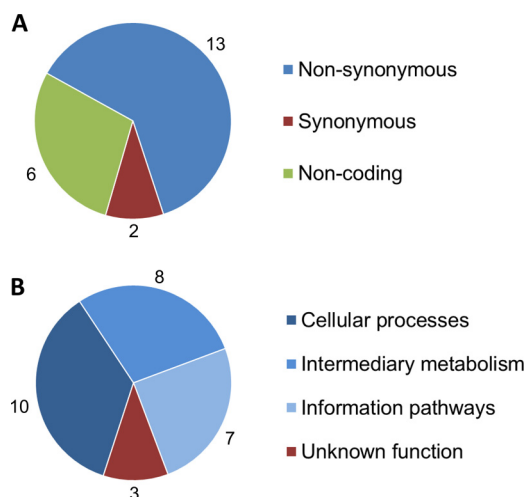 A
13
Non-synonymous
Synonymous
Non-coding
6
2
B
8
Cellular processes
Intermediary metabolism
Information pathways
Unknown function
10
7
3